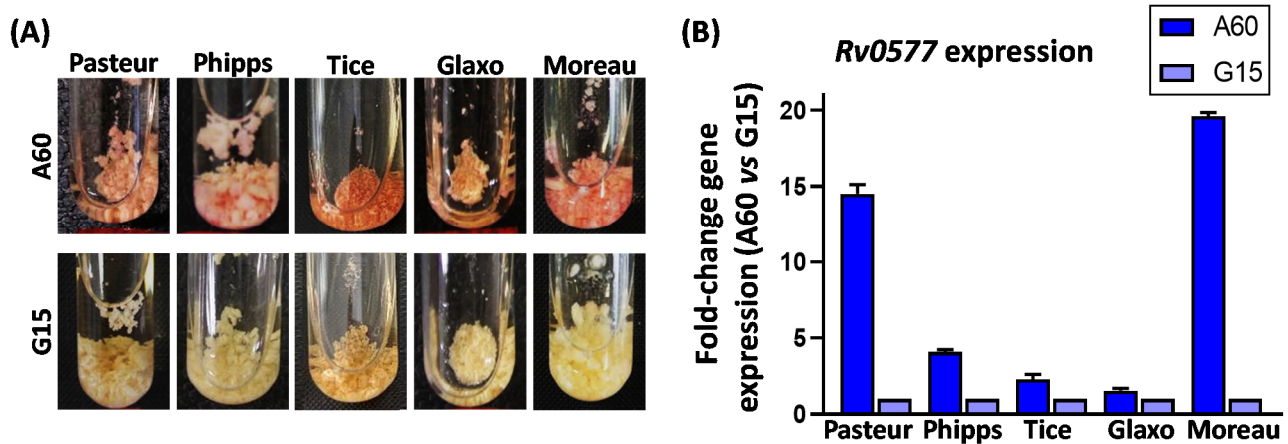 (A)
Pasteur Phipps Tice Glaxo Moreau
A60
G15
(B)
Rv0577 expression
A60
G15
Fold-change gene
expression (A60 vs G15)
20
15
10
5
0
Pasteur Phipps Tice Glaxo Moreau